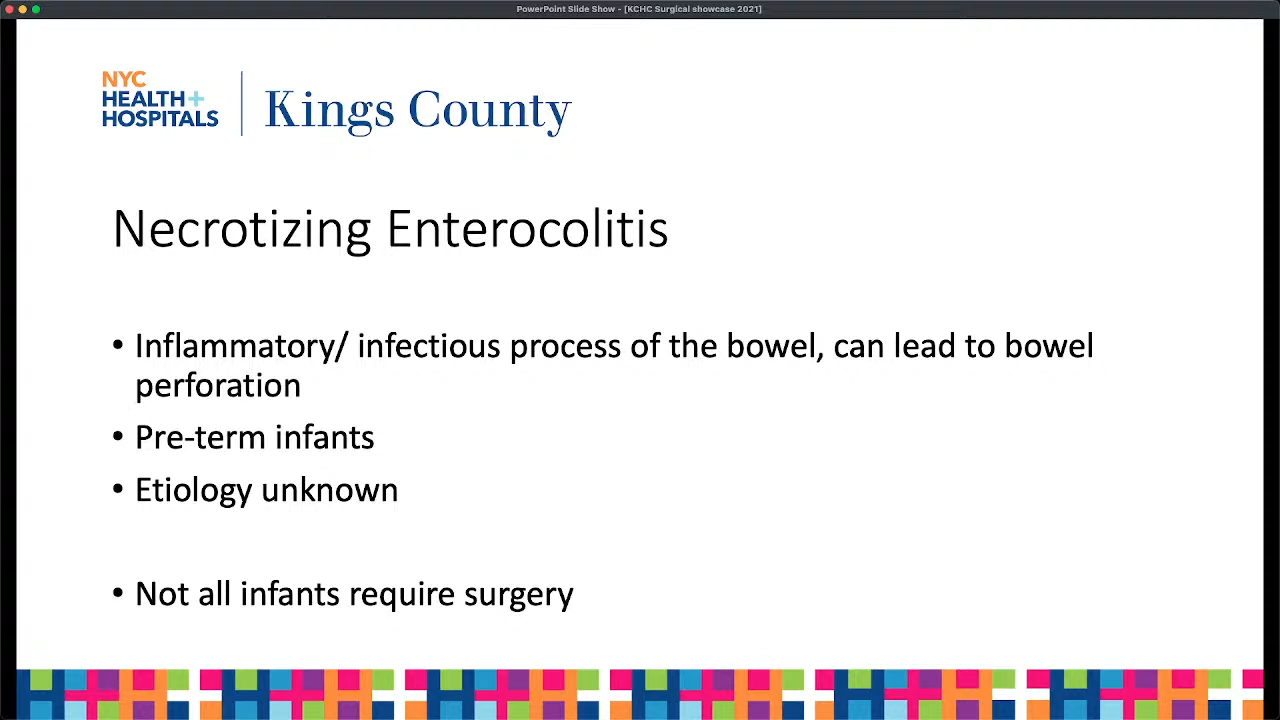 PowerPoint Slide Show - [KCHC Surgical showcase 2021]
NYC
HEALTH+
HOSPITALS
Kings County
Necrotizing Enterocolitis
• Inflammatory/ infectious process of the bowel, can lead to bowel
perforation
• Pre-term infants
• Etiology unknown
• Not all infants require surgery